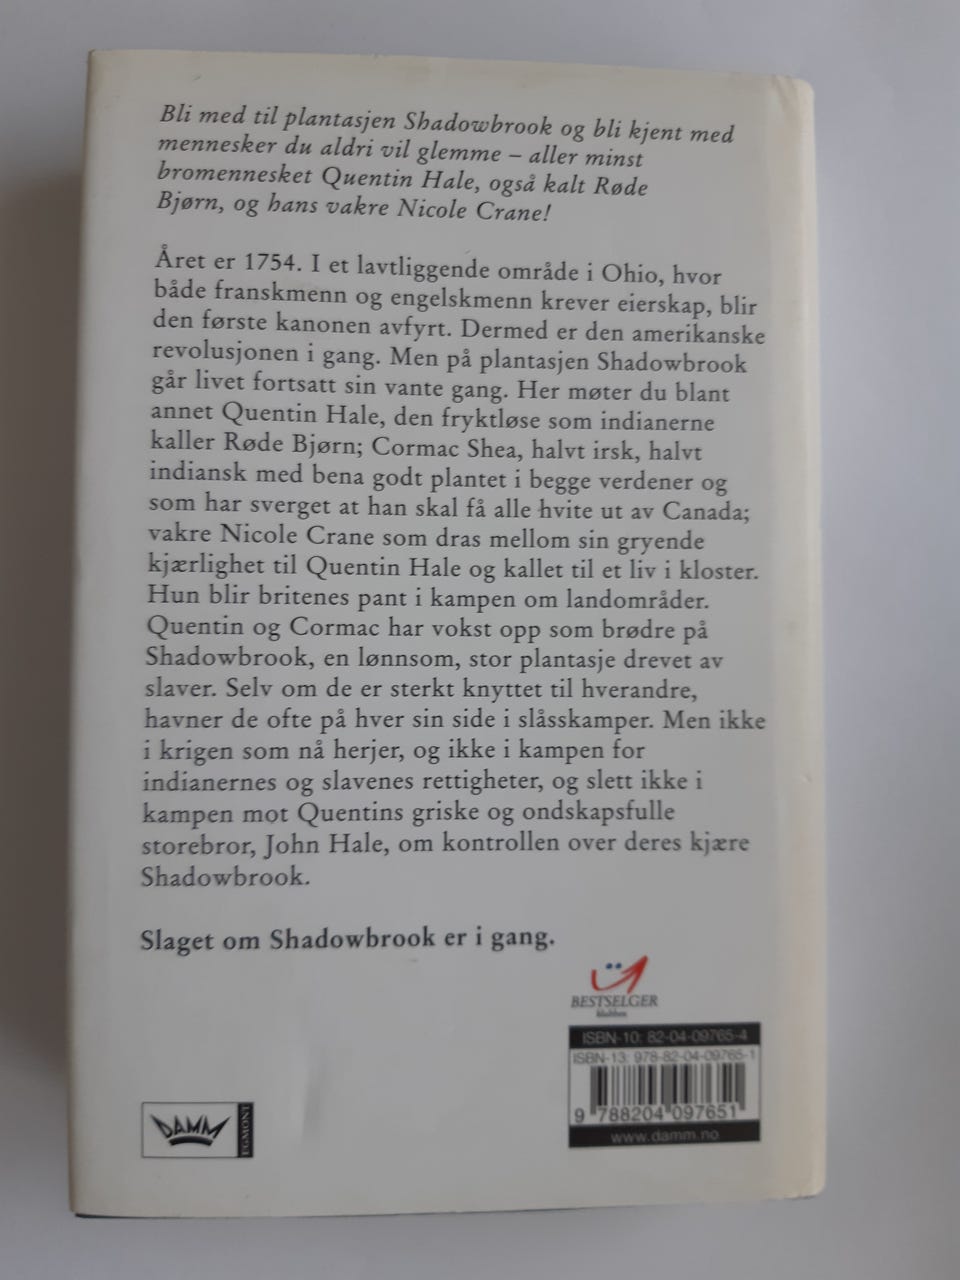 Bli med til plantasjen Shadowbrook og bli kjent med
mennesker du aldri vil glemme – aller minst
bromennesket Quentin Hale, også kalt Røde
Bjørn, og hans vakre Nicole Crane!
Året er 1754. I et lavtliggende område i Ohio, hvor
både franskmenn og engelskmenn krever eierskap, blir
den første kanonen avfyrt. Dermed er den amerikanske
revolusjonen i gang. Men på plantasjen Shadowbrook
går livet fortsatt sin vante gang. Her møter du blant
annet Quentin Hale, den fryktløse som indianerne
kaller Røde Bjørn; Cormac Shea, halvt irsk, halvt
indiansk med bena godt plantet i begge verdener og
som har sverget at han skal få alle hvite ut av Canada;
vakre Nicole Crane som dras mellom sin gryende
kjærlighet til Quentin Hale og kallet til et liv i kloster.
Hun blir britenes pant i kampen om landområder.
Quentin og Cormac har vokst opp som brødre på
Shadowbrook, en lønnsom, stor plantasje drevet av
slaver. Selv om de er sterkt knyttet til hverandre,
havner de ofte på hver sin side i slåsskamper. Men ikke
i krigen som nå herjer, og ikke i kampen for
indianernes og slavenes rettigheter, og slett ikke i
kampen mot Quentins griske og ondskapsfulle
storebror, John Hale, om kontrollen over deres kjære
Shadowbrook.
Slaget om Shadowbrook er i gang.
BESTSELGER
klubben
ISBN-10: 82-04-09765-4
ISBN-13: 978-82-04-09765-1
9 788204 097651
www.damm.no
DAMM
EGMONT